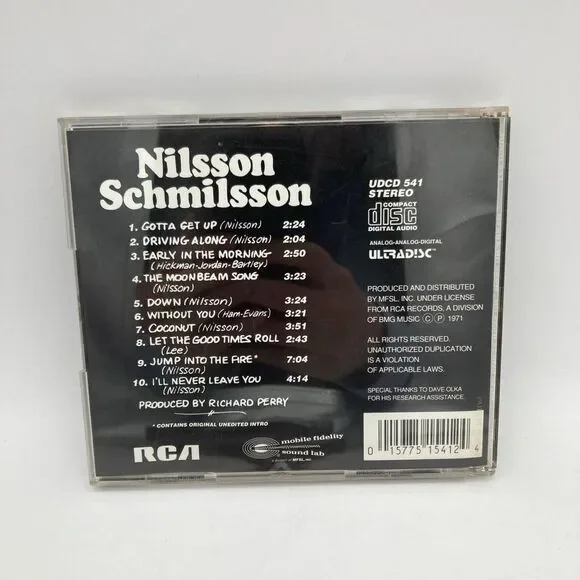 Nilsson
Schmilsson
1. GOTTA GET UP (Nilsson) 2:24
2. DRIVING ALONG (Nilsson) 2:04
3. EARLY IN THE MORNING 2:50
(Hickman-Jordan-Bartley)
4. THE MOONBEAM SONG 3:23
(Nilsson)
5. DOWN (Nilsson) 3:24
6. WITHOUT YOU (Ham-Evans) 3:21
7. COCONUT (Nilsson) 3:51
8. LET THE GOOD TIMES ROLL 2:43
(Lee)
9. JUMP INTO THE FIRE* 7:04
(Nilsson)
10. I'LL NEVER LEAVE YOU 4:14
(Nilsson)
PRODUCED BY RICHARD PERRY
* CONTAINS ORIGINAL UNEDITED INTRO
RCA
mobile fidelity
sound lab
UDCD 541
STEREO
COMPACT
disc
DIGITAL AUDIO
ANALOG-ANALOG-DIGITAL
ULTRADISC™
PRODUCED AND DISTRIBUTED
BY MFSL, INC. UNDER LICENSE
FROM RCA RECORDS, A DIVISION
OF BMG MUSIC © ℗ 1971
ALL RIGHTS RESERVED.
UNAUTHORIZED DUPLICATION
IS A VIOLATION
OF APPLICABLE LAWS.
SPECIAL THANKS TO DAVE OLKA
FOR HIS RESEARCH ASSISTANCE.
0 15775 15412 4